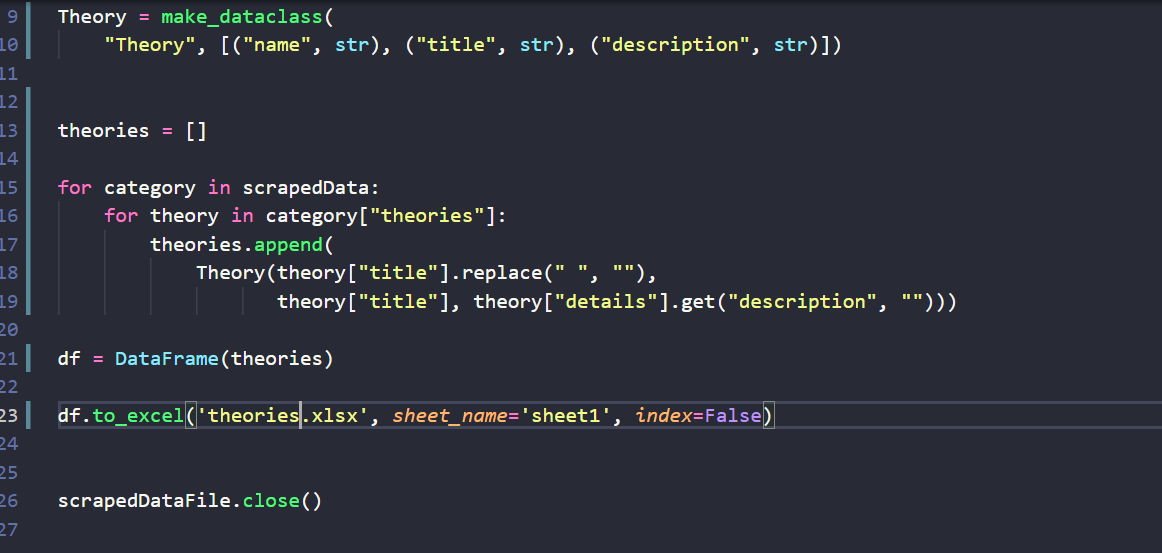 9 Theory = make_dataclass(
10 "Theory", [("name", str), ("title", str), ("description", str)])
11
12
13 theories = []
14
15 for category in scrapedData:
16 for theory in category["theories"]:
17 theories.append(
18 Theory(theory["title"].replace(" ", ""),
19 theory["title"], theory["details"].get("description", "")))
20
21 df = DataFrame(theories)
22
23 df.to_excel('theories.xlsx', sheet_name='sheet1', index=False)
24
25
26 scrapedDataFile.close()
27